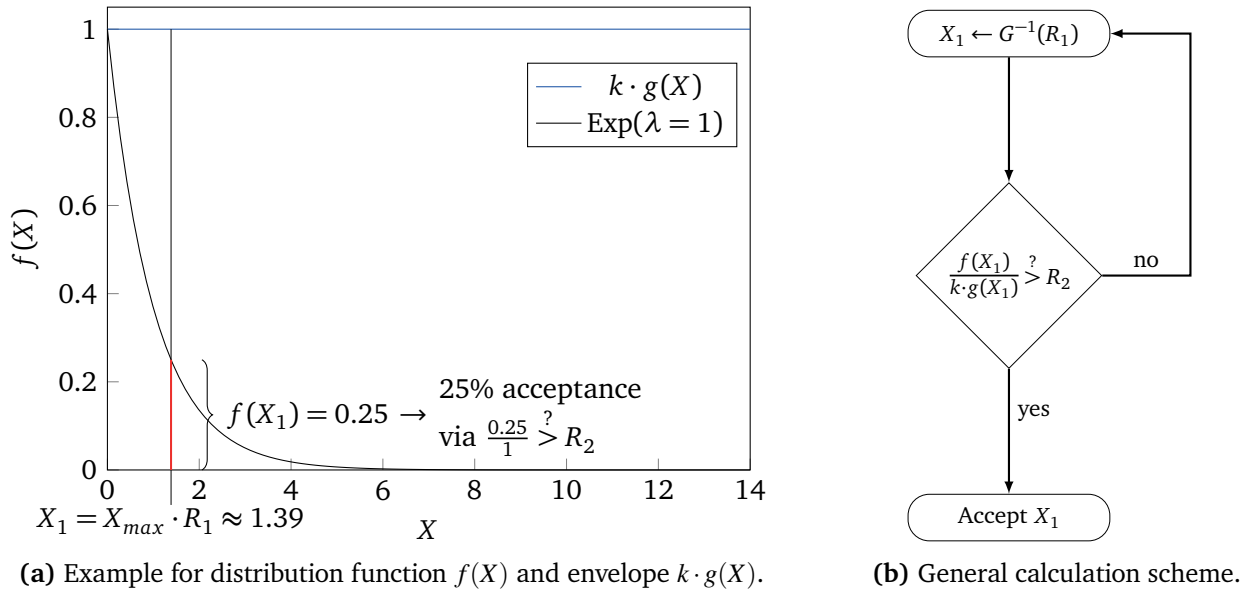 f(X)
1
0.8
0.6
0.4
0.2
0
k · g(X)
Exp(λ = 1)
f(X₁) = 0.25 → 25% acceptance
via 0.25/1 >? R₂
0 2 4 6 8 10 12 14
X₁ = Xₘₐₓ · R₁ ≈ 1.39
X
(a) Example for distribution function f(X) and envelope k · g(X).
X₁ ← G⁻¹(R₁)
f(X₁)/k·g(X₁) >? R₂
no
yes
Accept X₁
(b) General calculation scheme.